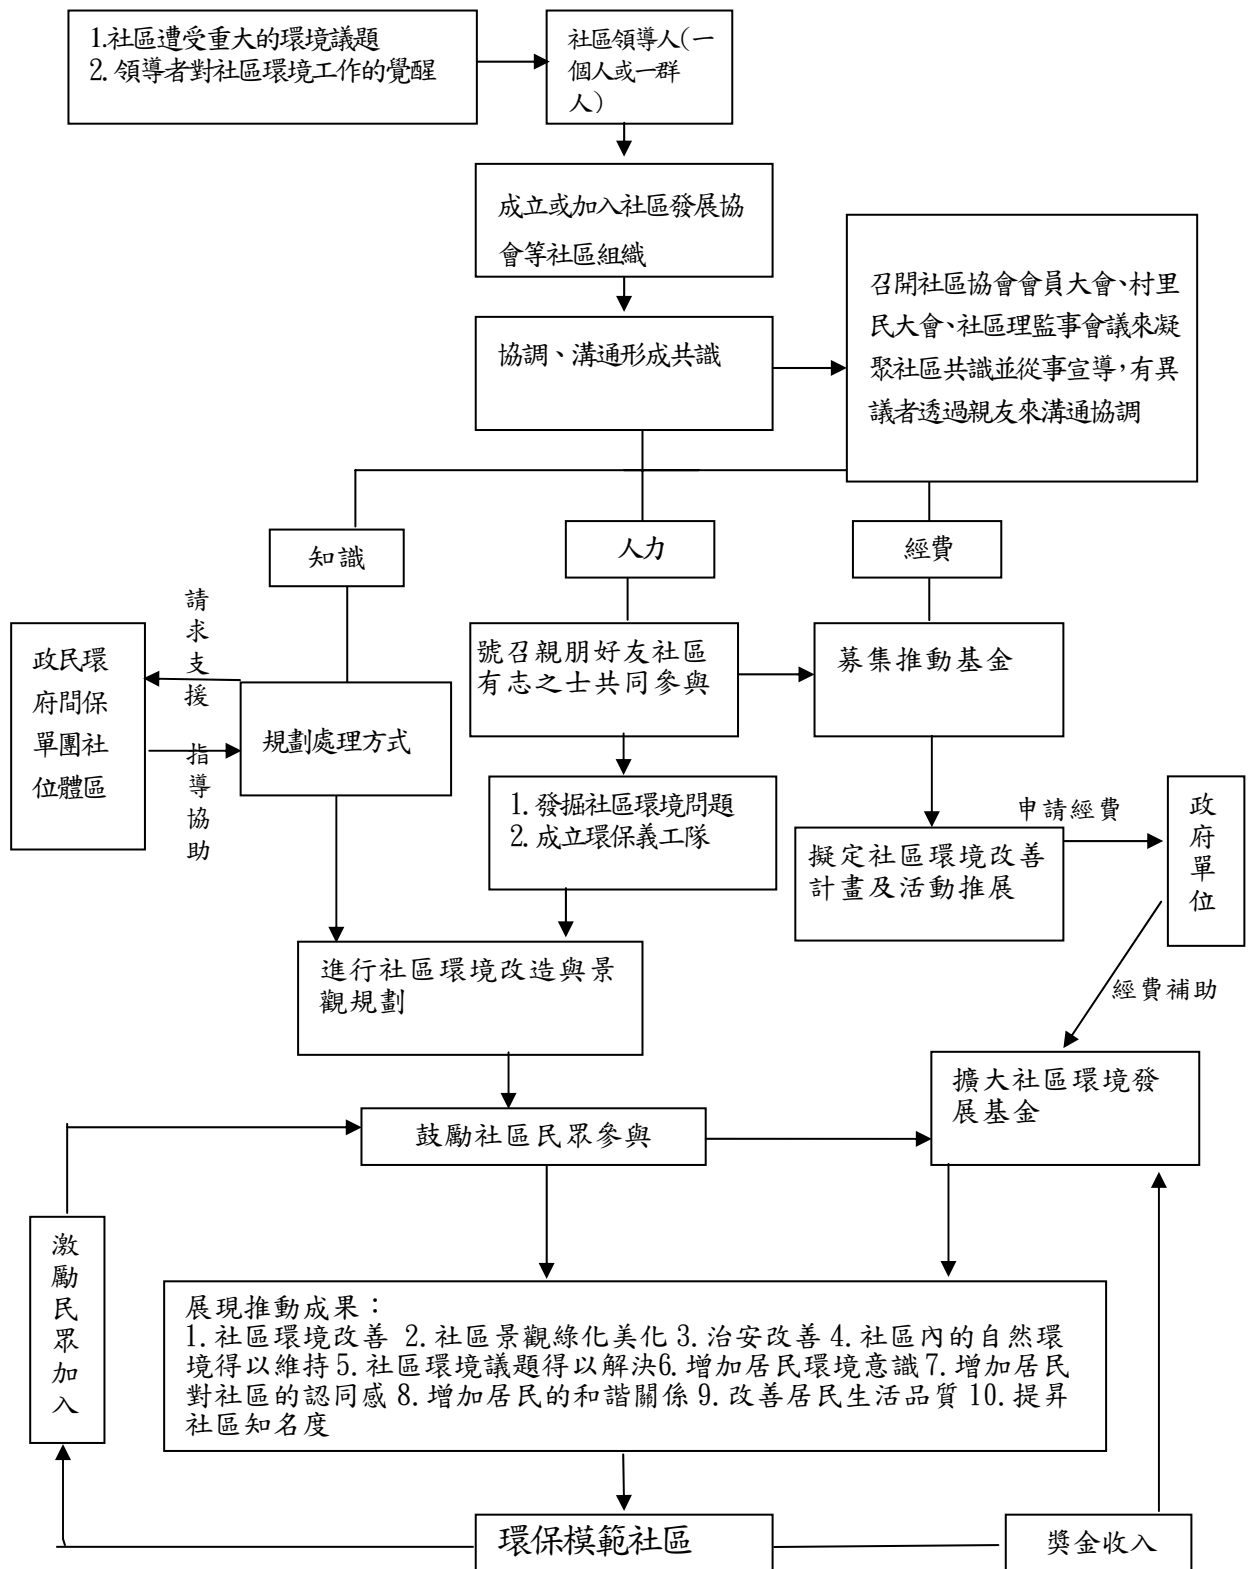 1.社區遭受重大的環境議題
2.領導者對社區環境工作的覺醒
社區領導人(一
個人或一群
人)
成立或加入社區發展協
會等社區組織
協調、溝通形成共識
召開社區協會會員大會、村里
民大會、社區理監事會議來凝
聚社區共識並從事宣導，有異
議者透過親友來溝通協調
知識
人力
經費
請求支援
指導協助
政府單位
民間團體
環保社區
規劃處理方式
號召親朋好友社區
有志之士共同參與
募集推動基金
1.發掘社區環境問題
2.成立環保義工隊
擬定社區環境改善
計畫及活動推展
申請經費
政府單位
經費補助
進行社區環境改造與景
觀規劃
擴大社區環境發
展基金
鼓勵社區民眾參與
激勵民眾加入
展現推動成果：
1.社區環境改善 2.社區景觀綠化美化 3.治安改善 4.社區內的自然環
境得以維持 5.社區環境議題得以解決6.增加居民環境意識 7.增加居民
對社區的認同感 8.增加居民的和諧關係 9.改善居民生活品質 10.提昇
社區知名度
環保模範社區
獎金收入